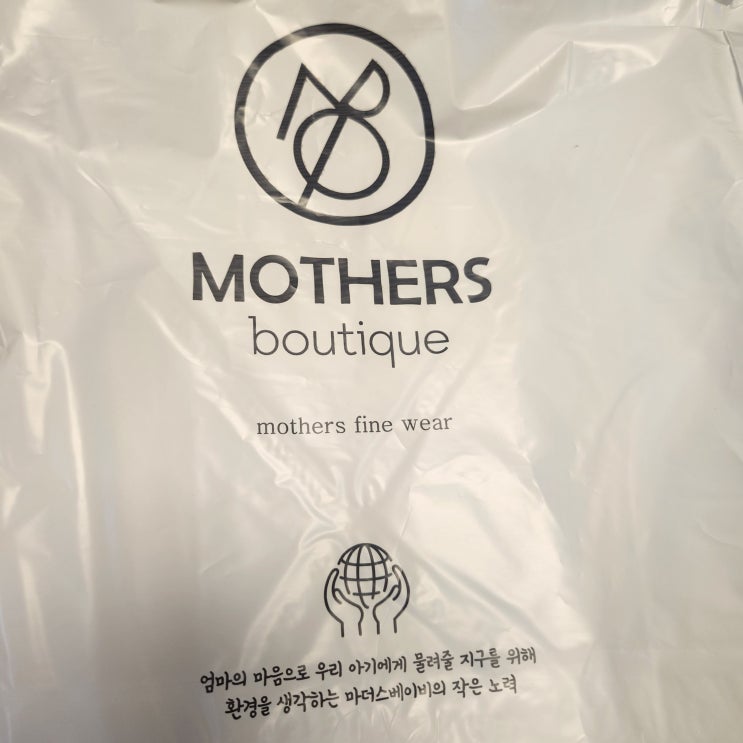 MOTHERS
boutique
mothers fine wear
엄마의 마음으로 우리 아기에게 물려줄 지구를 위해
환경을 생각하는 마더스베이비의 작은 노력